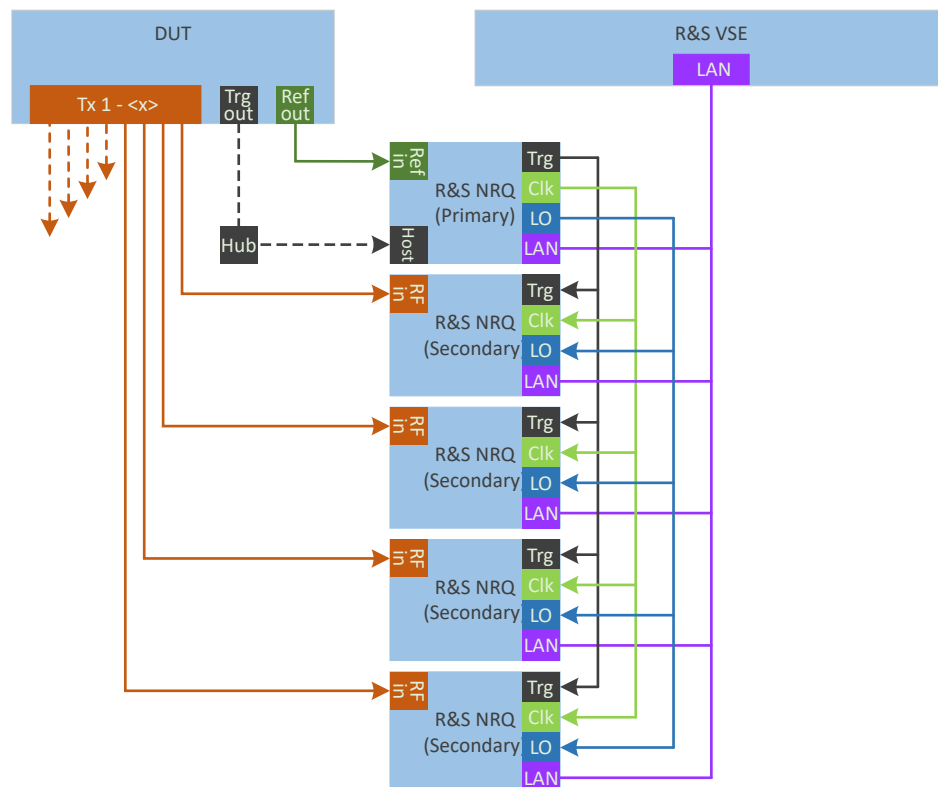 DUT
R&S VSE
LAN
Tx 1 - <x>
Trg
out
Ref
out
Ref
in
R&S NRQ
(Primary)
Trg
Clk
LO
LAN
Hub
Host
RF
in
R&S NRQ
(Secondary)
Trg
Clk
LO
LAN
RF
in
R&S NRQ
(Secondary)
Trg
Clk
LO
LAN
RF
in
R&S NRQ
(Secondary)
Trg
Clk
LO
LAN
RF
in
R&S NRQ
(Secondary)
Trg
Clk
LO
LAN